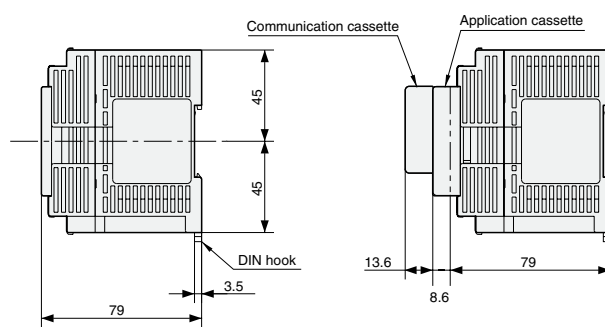 Communication cassette
Application cassette
45
45
DIN hook
3.5
79
13.6
8.6
79